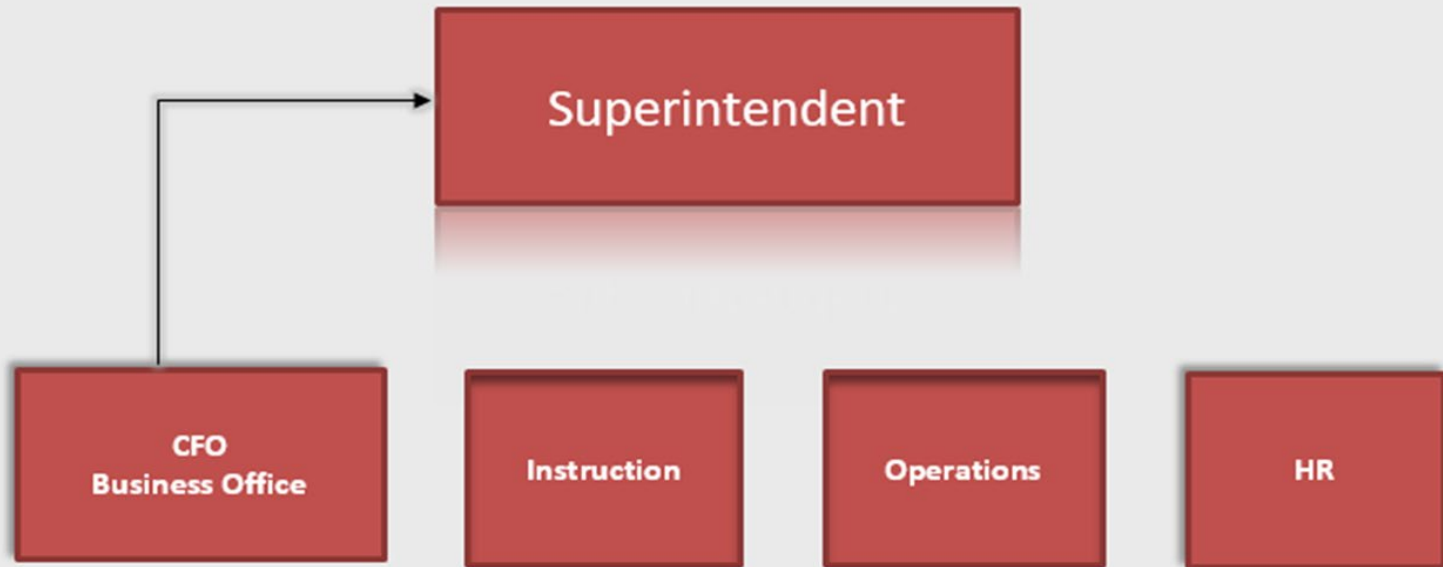 Superintendent
CFO
Business Office
Instruction
Operations
HR